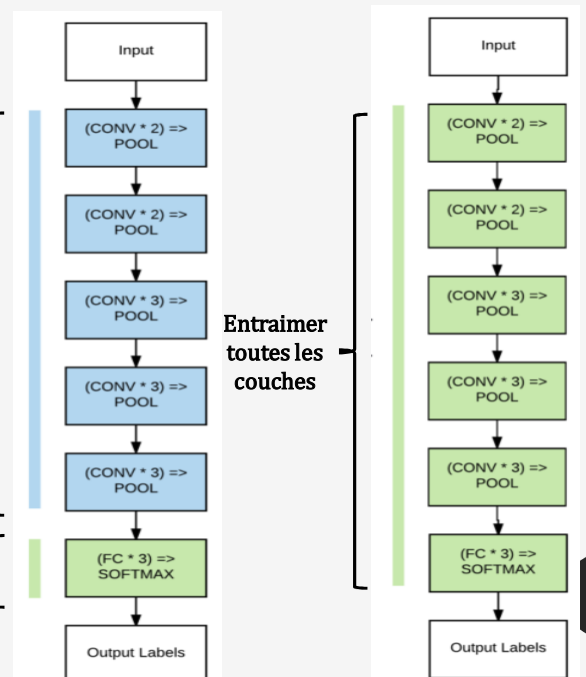 Input
(CONV * 2) =>
POOL
(CONV * 2) =>
POOL
(CONV * 3) =>
POOL
(CONV * 3) =>
POOL
(CONV * 3) =>
POOL
(FC * 3) =>
SOFTMAX
Output Labels
Entraimer
toutes les
couches
Input
(CONV * 2) =>
POOL
(CONV * 2) =>
POOL
(CONV * 3) =>
POOL
(CONV * 3) =>
POOL
(CONV * 3) =>
POOL
(FC * 3) =>
SOFTMAX
Output Labels